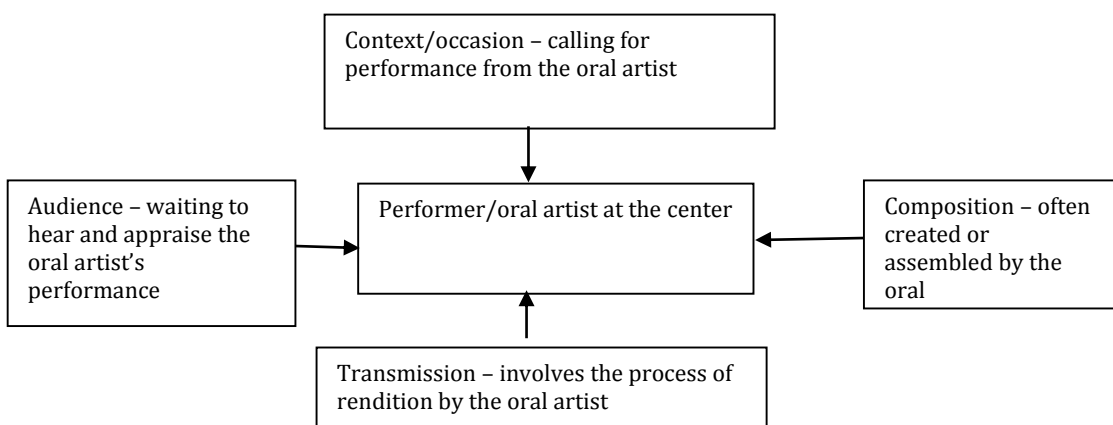 Context/occasion – calling for
performance from the oral artist
Audience – waiting to
hear and appraise the
oral artist's
performance
Performer/oral artist at the center
Composition – often
created or
assembled by the
oral
Transmission – involves the process of
rendition by the oral artist